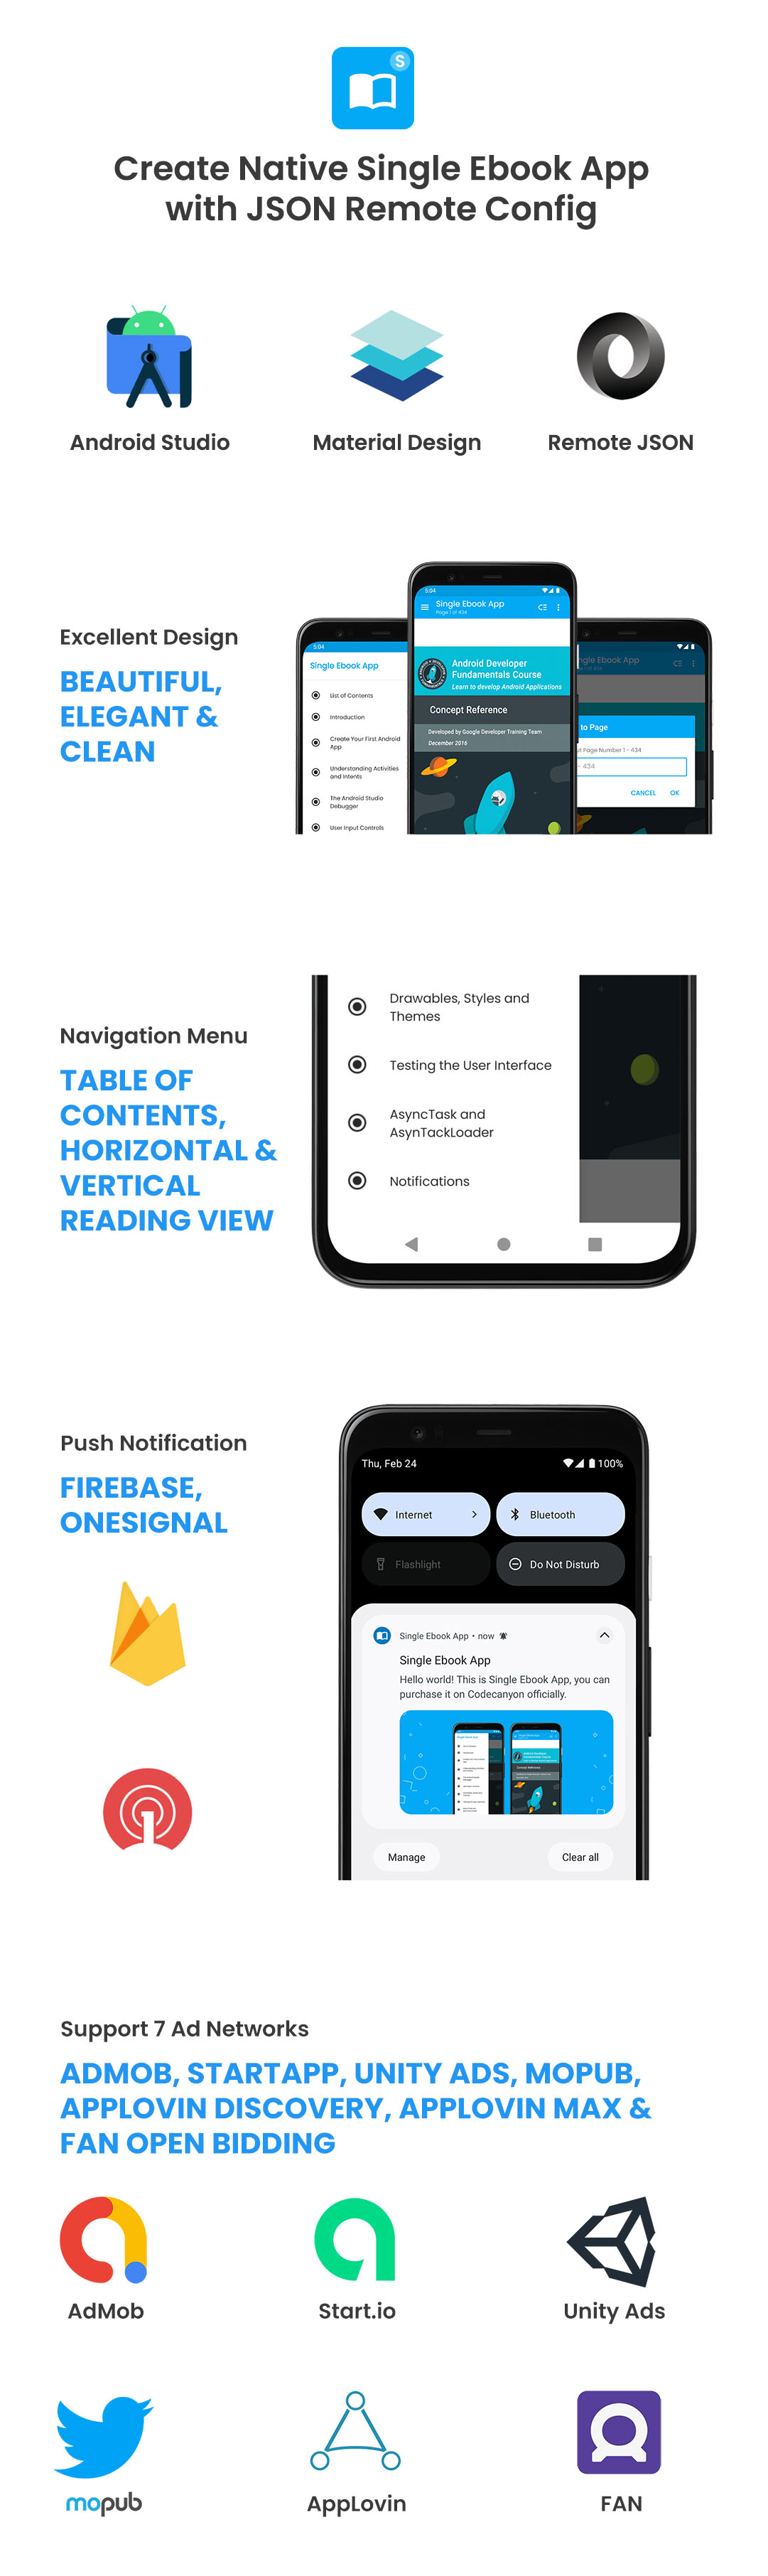 S
Create Native Single Ebook App
with JSON Remote Config
Android Studio
Material Design
Remote JSON
Excellent Design
BEAUTIFUL,
ELEGANT &
CLEAN
5:04
Single Ebook App
List of Contents
Introduction
Create Your First Android
App
Understanding Activities
and Intents
The Android Studio
Debugger
User Input Controls
5:04
Single Ebook App
Page 1 of 434
Android Developer
Fundamentals Course
Learn to develop Android Applications
Concept Reference
Developed by Google Developer Training Team
December 2016
ngle Ebook App
to Page
ut Page Number 1 - 434
- 434
CANCEL OK
Navigation Menu
TABLE OF
CONTENTS,
HORIZONTAL &
VERTICAL
READING VIEW
Drawables, Styles and
Themes
Testing the User Interface
AsyncTask and
AsynTackLoader
Notifications
Push Notification
FIREBASE,
ONESIGNAL
Thu, Feb 24
100%
Internet
Bluetooth
Flashlight
Do Not Disturb
Single Ebook App • now
Single Ebook App
Hello world! This is Single Ebook App, you can
purchase it on Codecanyon officially.
Manage
Clear all
Support 7 Ad Networks
ADMOB, STARTAPP, UNITY ADS, MOPUB,
APPLOVIN DISCOVERY, APPLOVIN MAX &
FAN OPEN BIDDING
AdMob
Start.io
Unity Ads
mopub
AppLovin
FAN